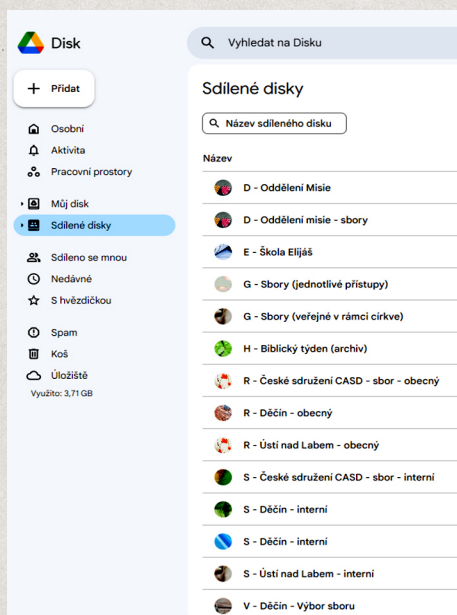 Disk
Vyhledat na Disku
Přidat
Osobní
Aktivita
Pracovní prostory
Můj disk
Sdílené disky
Sdíleno se mnou
Nedávné
S hvězdičkou
Spam
Koš
Úložiště
Využito: 3,71 GB
Sdílené disky
Název sdíleného disku
Název
D - Oddělení Misie
D - Oddělení misie - sbory
E - Škola Elijáš
G - Sbory (jednotlivé přístupy)
G - Sbory (veřejné v rámci církve)
H - Biblický týden (archiv)
R - České sdružení CASD - sbor - obecný
R - Děčín - obecný
R - Ústí nad Labem - obecný
S - České sdružení CASD - sbor - interní
S - Děčín - interní
S - Děčín - interní
S - Ústí nad Labem - interní
V - Děčín - Výbor sboru